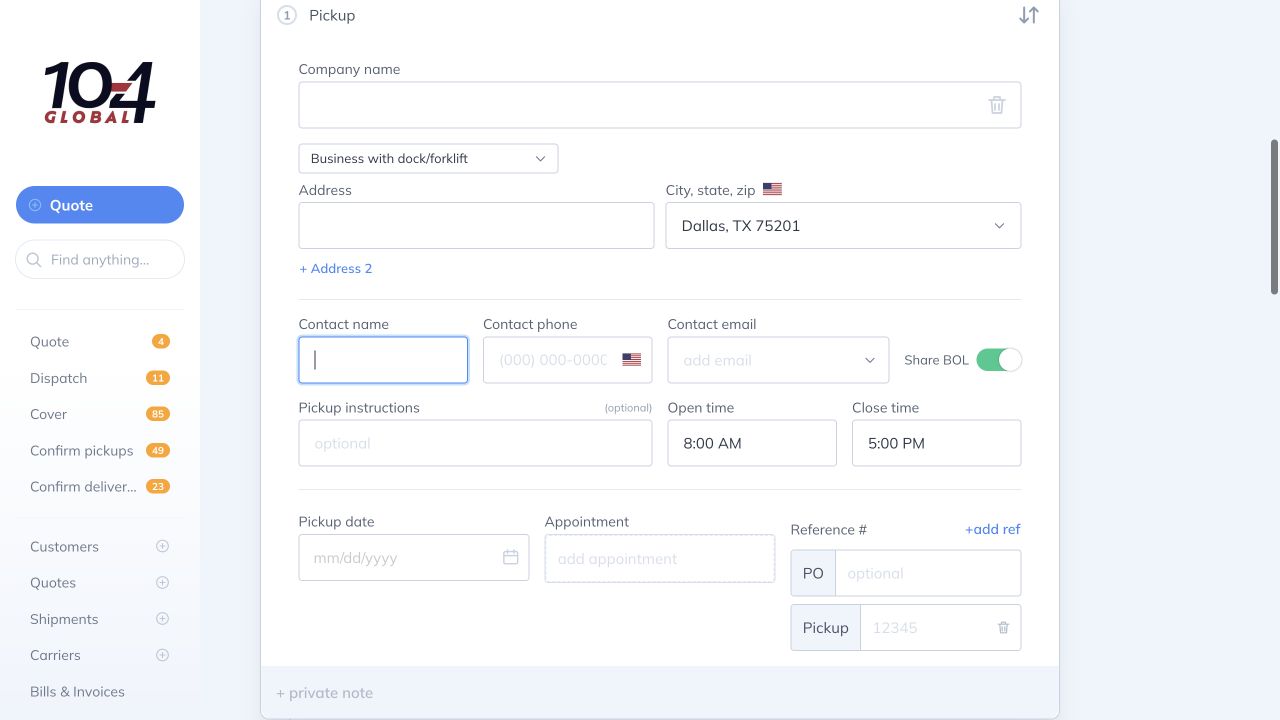 1 Pickup
Company name
Business with dock/forklift
Address
City, state, zip
Dallas, TX 75201
+ Address 2
Contact name
Contact phone
Contact email
(000) 000-000
add email
Share BOL
Pickup instructions
(optional)
Open time
Close time
optional
8:00 AM
5:00 PM
Pickup date
Appointment
Reference #
+add ref
mm/dd/yyyy
add appointment
PO
optional
Pickup
12345
+ private note
10-4
GLOBAL
Quote
Find anything...
Quote 4
Dispatch 11
Cover 85
Confirm pickups 49
Confirm deliver... 23
Customers
Quotes
Shipments
Carriers
Bills & Invoices